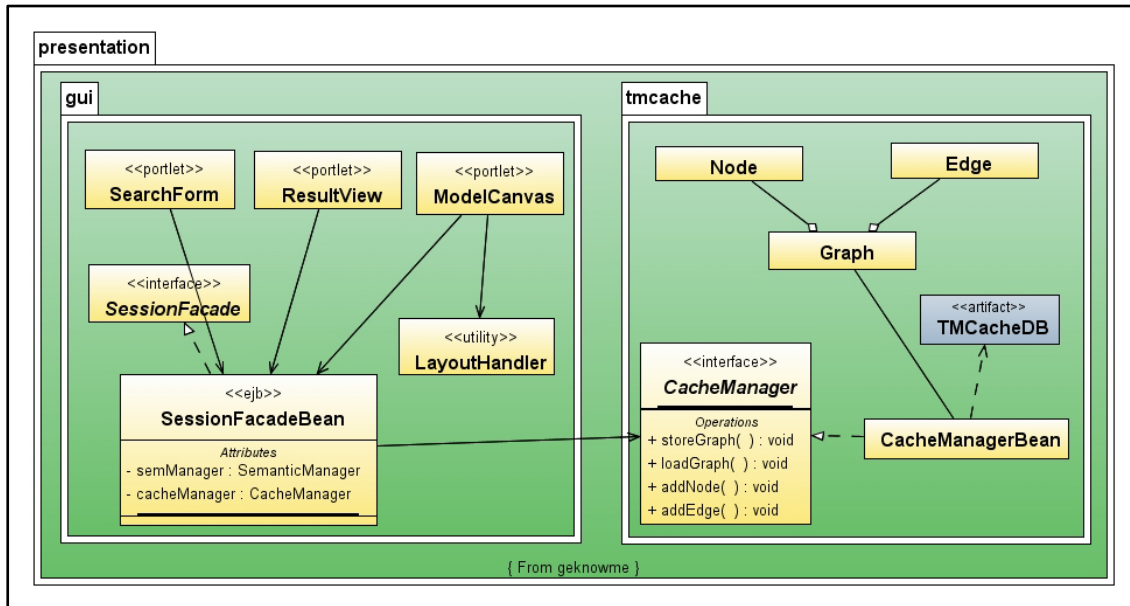 presentation
gui
<<portlet>>
SearchForm
<<portlet>>
ResultView
<<portlet>>
ModelCanvas
<<interface>>
SessionFacade
<<utility>>
LayoutHandler
<<ejb>>
SessionFacadeBean
Attributes
- semManager : SemanticManager
- cacheManager : CacheManager
tmcache
Node
Edge
Graph
<<artifact>>
TMCacheDB
<<interface>>
CacheManager
Operations
+ storeGraph( ) : void
+ loadGraph( ) : void
+ addNode( ) : void
+ addEdge( ) : void
CacheManagerBean
{ From geknowme }